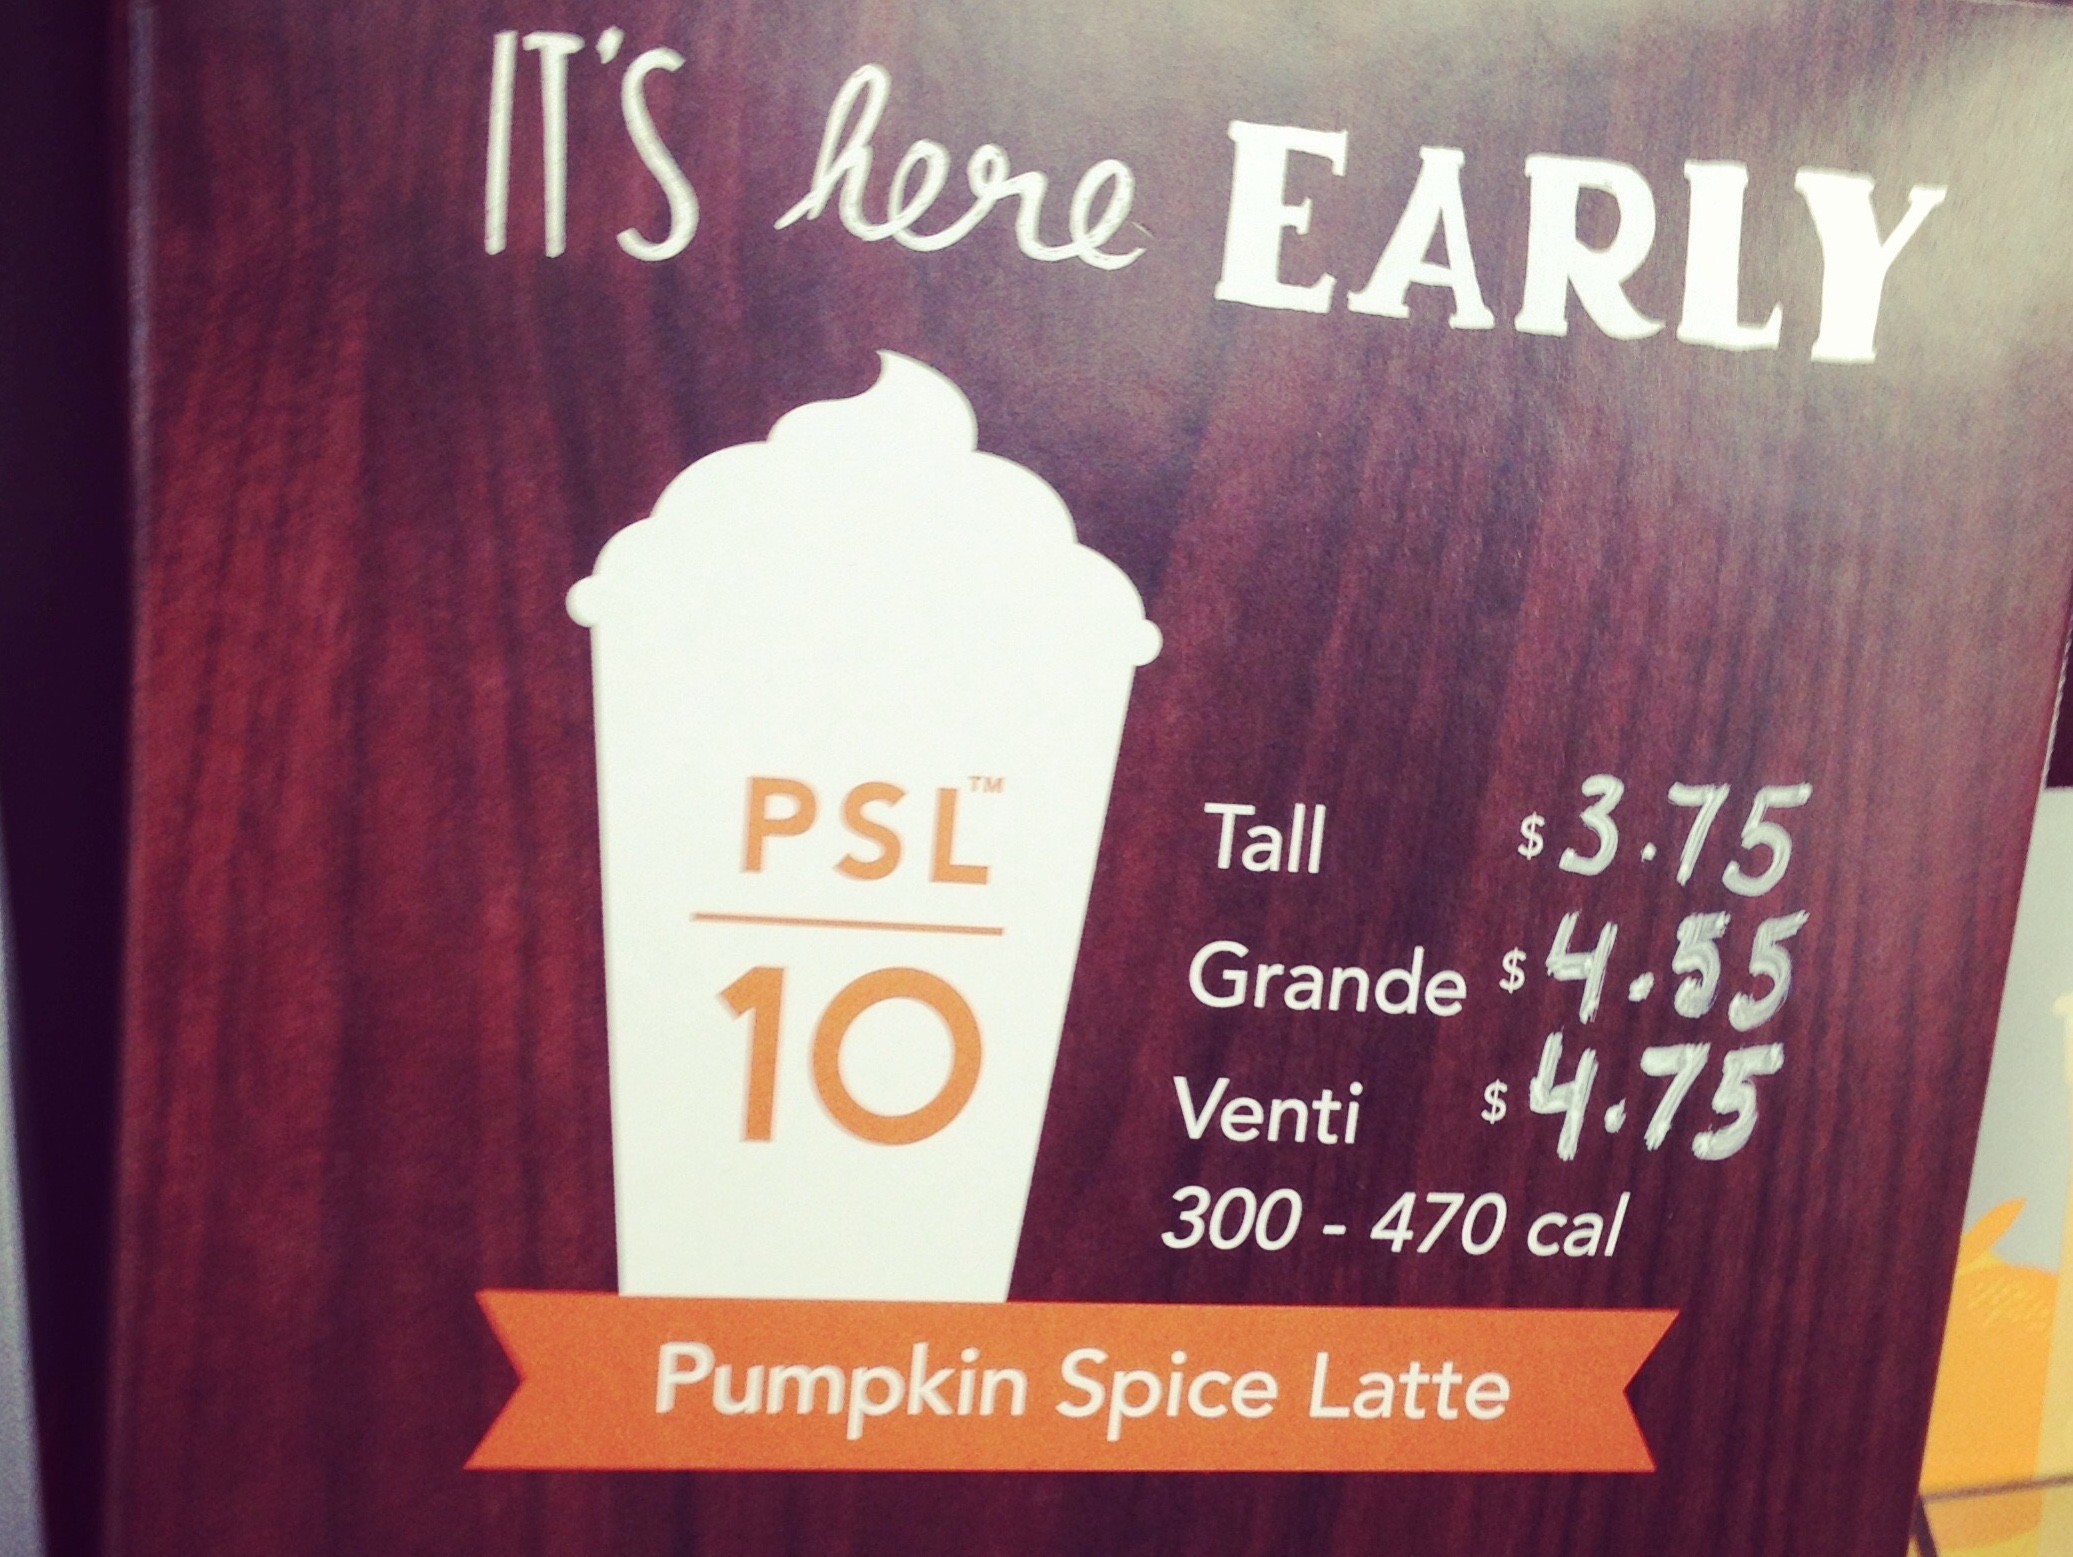 IT'S here EARLY
PSL™
10
Tall $3.75
Grande $4.55
Venti $4.75
300 - 470 cal
Pumpkin Spice Latte